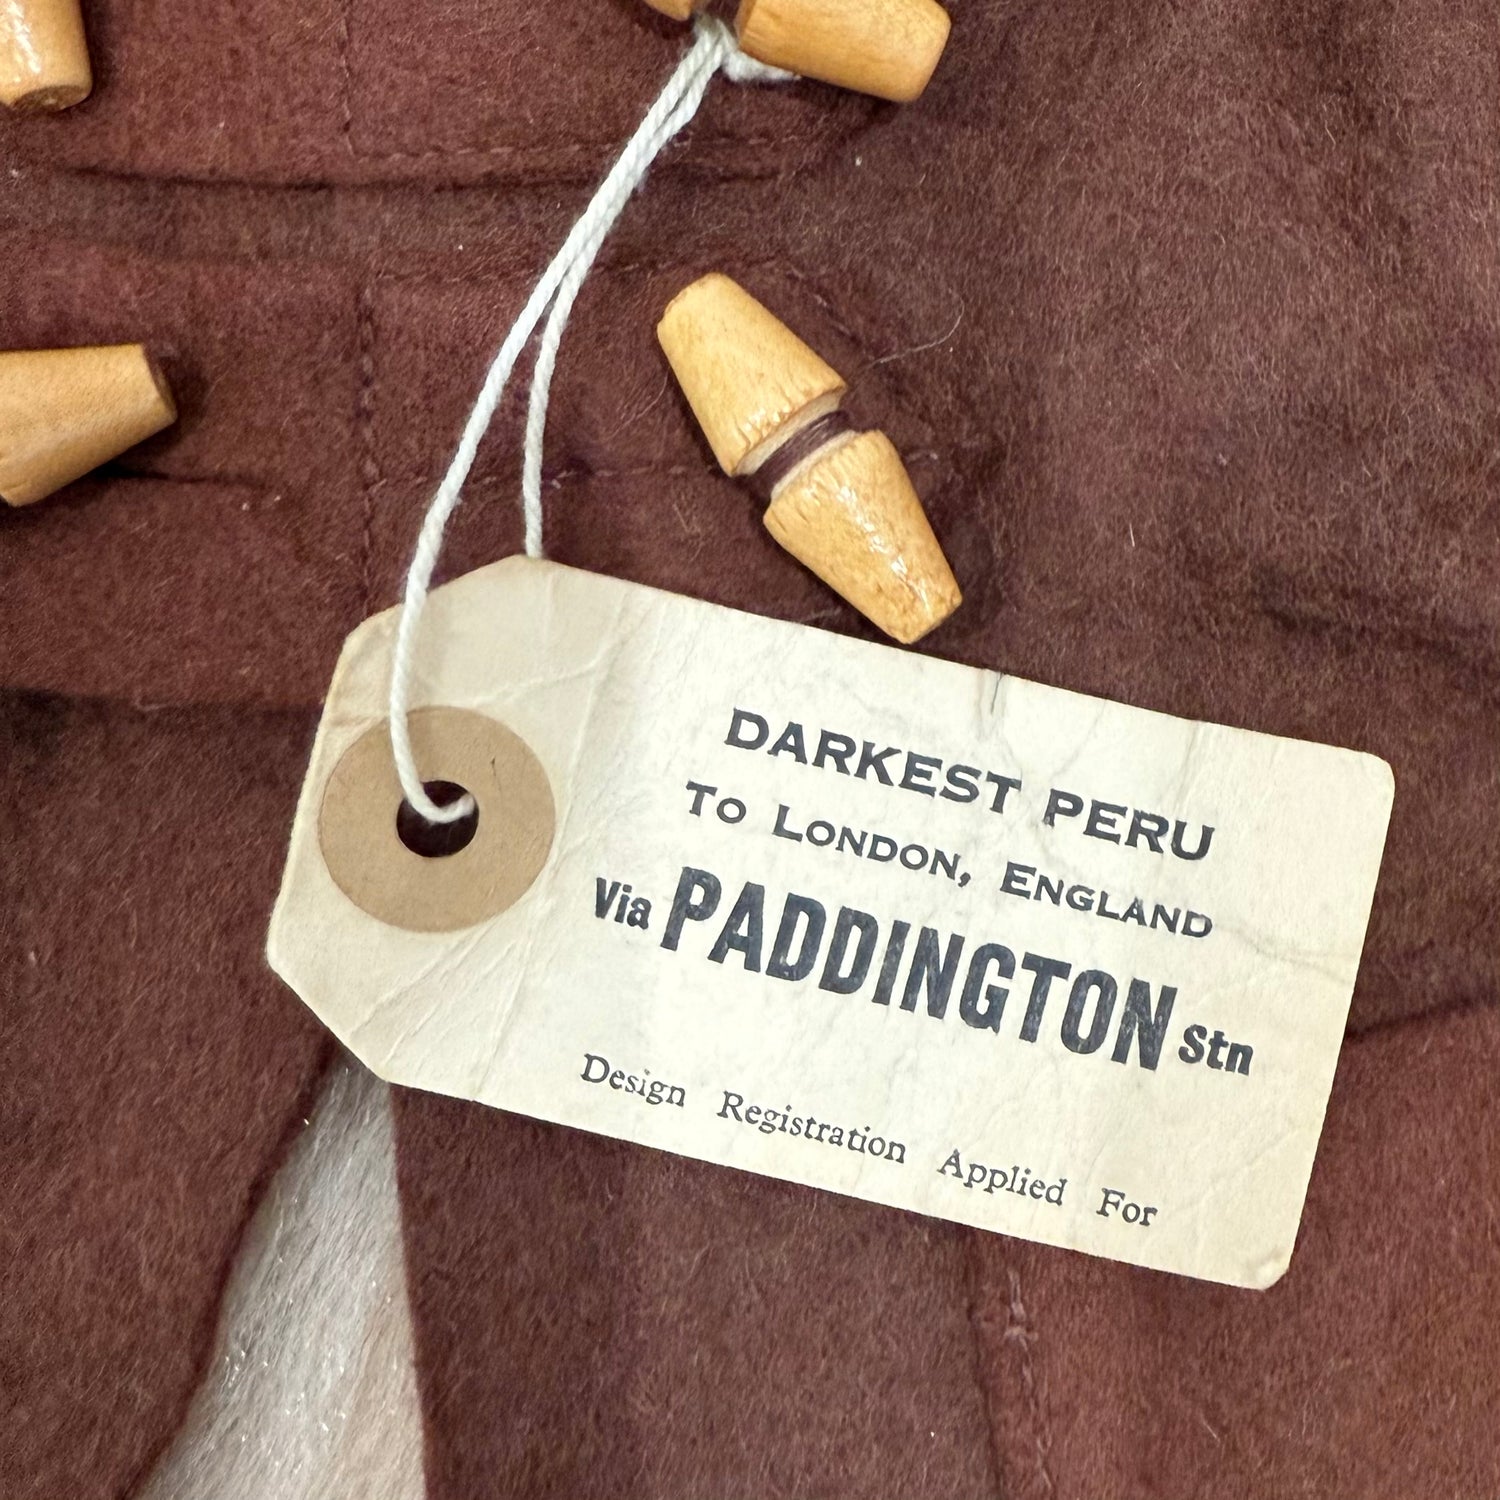 DARKEST PERU
TO LONDON, ENGLAND
Via PADDINGTON Stn
Design Registration Applied For